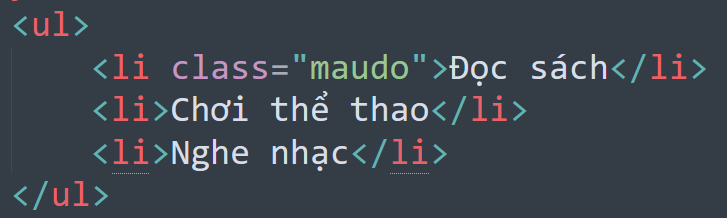 <ul>
<li class="maudo">Đọc sách</li>
<li>Chơi thể thao</li>
<li>Nghe nhạc</li>
</ul>